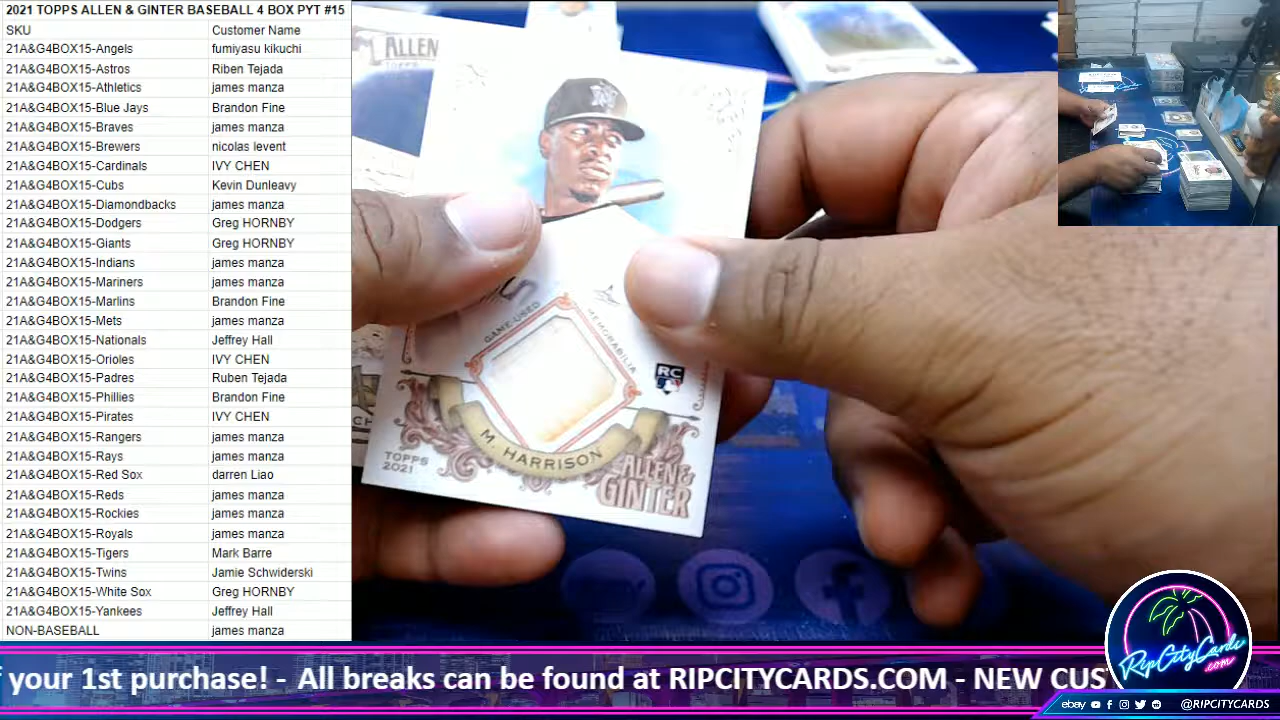 2021 TOPPS ALLEN & GINTER BASEBALL 4 BOX PYT #15
SKU Customer Name
21A&G4BOX15-Angels fumiyasu kikuchi
21A&G4BOX15-Astros Riben Tejada
21A&G4BOX15-Athletics james manza
21A&G4BOX15-Blue Jays Brandon Fine
21A&G4BOX15-Braves james manza
21A&G4BOX15-Brewers nicolas levent
21A&G4BOX15-Cardinals IVY CHEN
21A&G4BOX15-Cubs Kevin Dunleavy
21A&G4BOX15-Diamondbacks james manza
21A&G4BOX15-Dodgers Greg HORNBY
21A&G4BOX15-Giants Greg HORNBY
21A&G4BOX15-Indians james manza
21A&G4BOX15-Mariners james manza
21A&G4BOX15-Marlins Brandon Fine
21A&G4BOX15-Mets james manza
21A&G4BOX15-Nationals Jeffrey Hall
21A&G4BOX15-Orioles IVY CHEN
21A&G4BOX15-Padres Ruben Tejada
21A&G4BOX15-Phillies Brandon Fine
21A&G4BOX15-Pirates IVY CHEN
21A&G4BOX15-Rangers james manza
21A&G4BOX15-Rays james manza
21A&G4BOX15-Red Sox darren Liao
21A&G4BOX15-Reds james manza
21A&G4BOX15-Rockies james manza
21A&G4BOX15-Royals james manza
21A&G4BOX15-Tigers Mark Barre
21A&G4BOX15-Twins Jamie Schwiderski
21A&G4BOX15-White Sox Greg HORNBY
21A&G4BOX15-Yankees Jeffrey Hall
NON-BASEBALL james manza
ALLEN
TOPPS
GAME-USED MEMORABILIA
RC
M. HARRISON
TOPPS
2021
ALLEN &
GINTER
CH
f your 1st purchase! - All breaks can be found at RIPCITYCARDS.COM - NEW CUS
RipCityCards
.com
ebay @RIPCITYCARDS